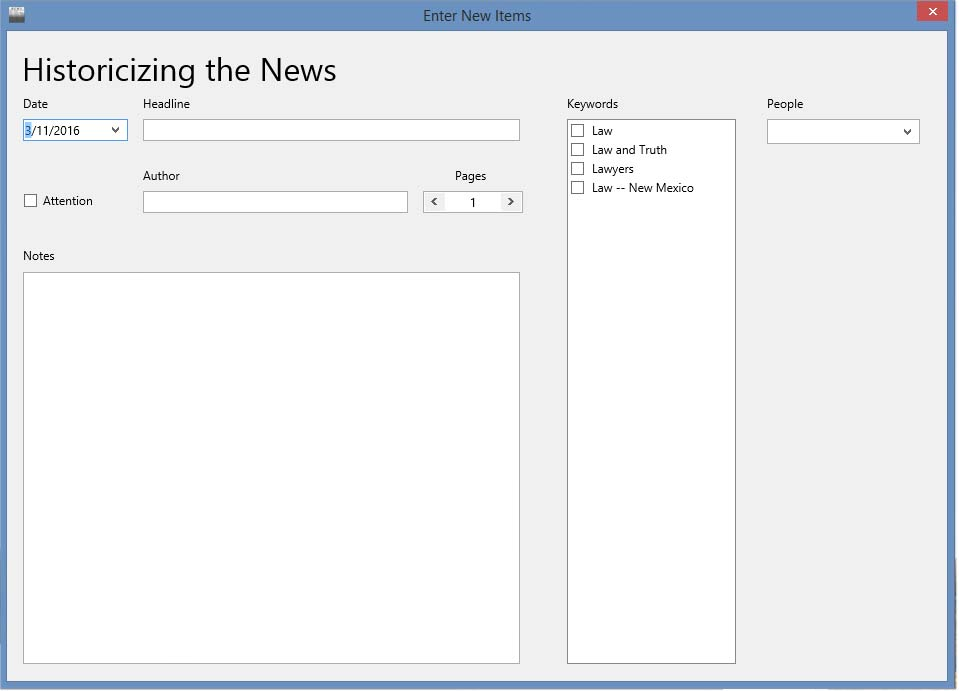 Enter New Items
Historicizing the News
Date
Headline
Keywords
People
3/11/2016
Law
Law and Truth
Lawyers
Law -- New Mexico
Author
Pages
Attention
1
Notes